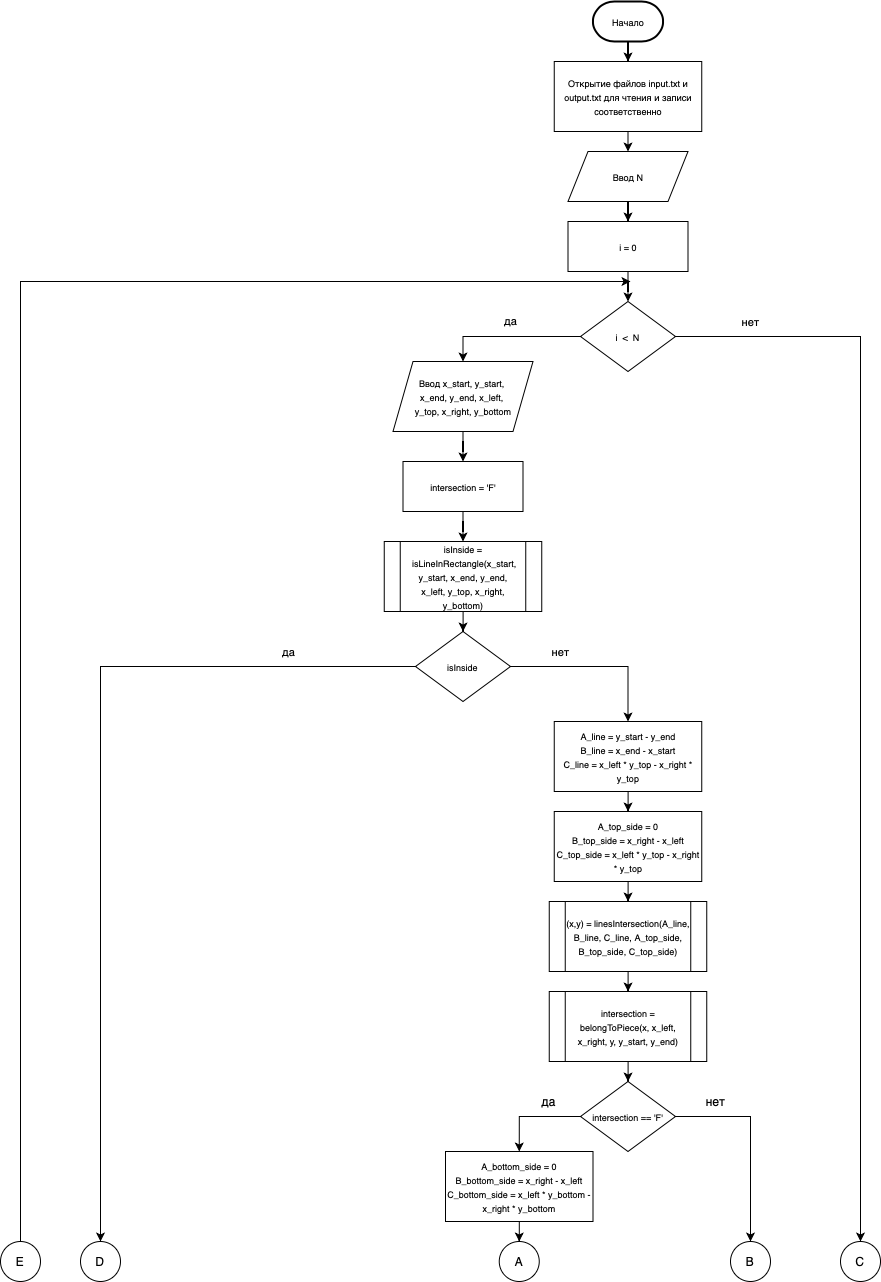 Начало
Открытие файлов input.txt и
output.txt для чтения и записи
соответственно
Ввод N
i = 0
да
нет
i < N
Ввод x_start, y_start,
x_end, y_end, x_left,
y_top, x_right, y_bottom
intersection = 'F'
isInside =
isLineInRectangle(x_start,
y_start, x_end, y_end,
x_left, y_top, x_right,
y_bottom)
да
нет
isInside
A_line = y_start - y_end
B_line = x_end - x_start
C_line = x_left * y_top - x_right *
y_top
A_top_side = 0
B_top_side = x_right - x_left
C_top_side = x_left * y_top - x_right
* y_top
(x,y) = linesIntersection(A_line,
B_line, C_line, A_top_side,
B_top_side, C_top_side)
intersection =
belongToPiece(x, x_left,
x_right, y, y_start, y_end)
да
нет
intersection == 'F'
A_bottom_side = 0
B_bottom_side = x_right - x_left
C_bottom_side = x_left * y_bottom -
x_right * y_bottom
E
D
A
B
C